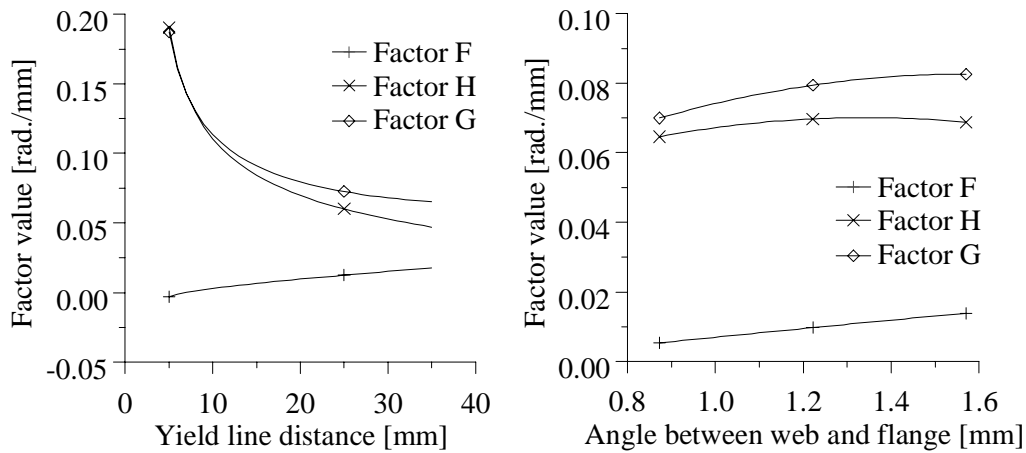 Factor value [rad./mm]
0.20
0.15
0.10
0.05
0.00
-0.05
0
10
20
30
40
Yield line distance [mm]
Factor F
Factor H
Factor G
Factor value [rad./mm]
0.10
0.08
0.06
0.04
0.02
0.00
0.8
1.0
1.2
1.4
1.6
Angle between web and flange [mm]
Factor F
Factor H
Factor G